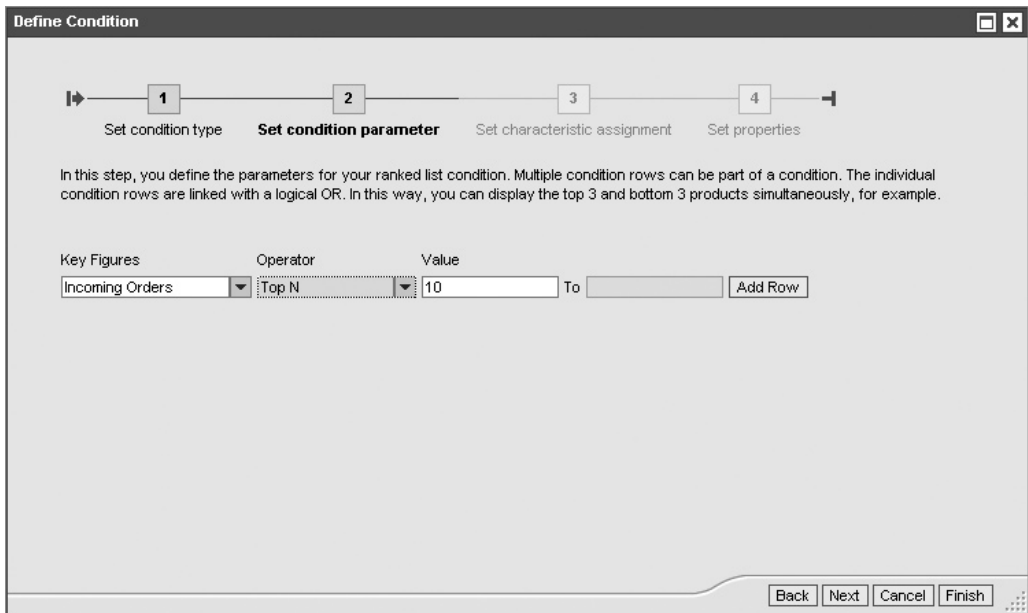 Define Condition
1 2 3 4
Set condition type Set condition parameter Set characteristic assignment Set properties
In this step, you define the parameters for your ranked list condition. Multiple condition rows can be part of a condition. The individual
condition rows are linked with a logical OR. In this way, you can display the top 3 and bottom 3 products simultaneously, for example.
Key Figures Operator Value
Incoming Orders Top N 10 To Add Row
Back Next Cancel Finish